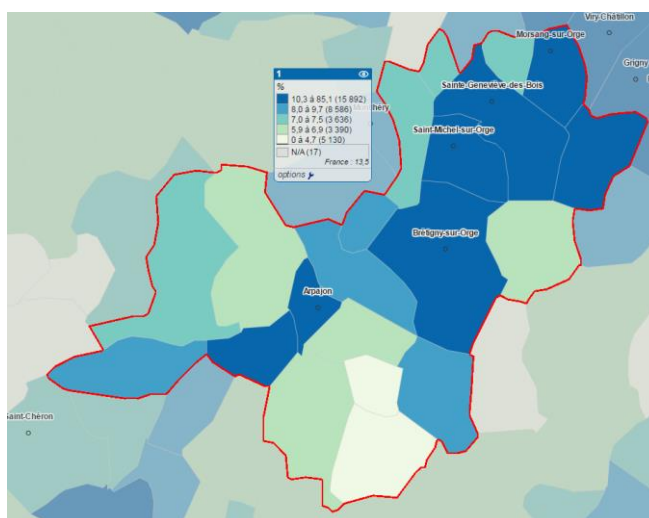 Viry-Châtillon
Morsang-sur-Orge
Grigny
1
%
Sainte-Geneviève-des-Bois
10,3 à 85,1 (15 892)
8,0 à 9,7 (8 586)
7,0 à 7,5 (3 636)
5,9 à 6,9 (3 390)
0 à 4,7 (5 130)
N/A (17)
France : 13,5
options
Saint-Michel-sur-Orge
Brétigny-sur-Orge
Arpajon
Saint-Chéron